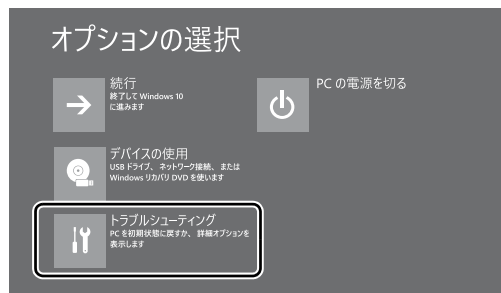 オプションの選択
続行
終了して Windows 10
に進みます
PC の電源を切る
デバイスの使用
USB ドライブ、ネットワーク接続、または
Windows リカバリ DVD を使います
トラブルシューティング
PC を初期状態に戻すか、詳細オプションを
表示します